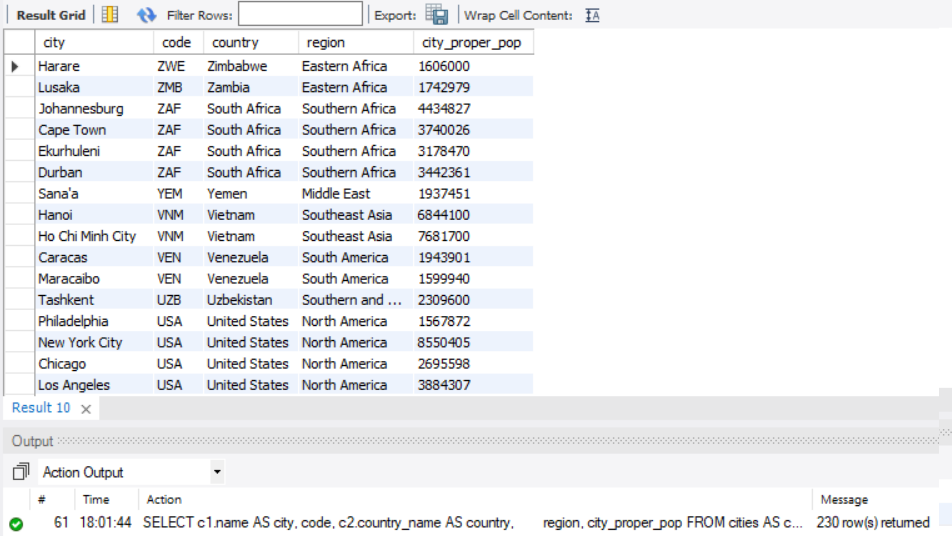 Result Grid Filter Rows: Export: Wrap Cell Content: IA
city code country region city_proper_pop
Harare ZWE Zimbabwe Eastern Africa 1606000
Lusaka ZMB Zambia Eastern Africa 1742979
Johannesburg ZAF South Africa Southern Africa 4434827
Cape Town ZAF South Africa Southern Africa 3740026
Ekurhuleni ZAF South Africa Southern Africa 3178470
Durban ZAF South Africa Southern Africa 3442361
Sana'a YEM Yemen Middle East 1937451
Hanoi VNM Vietnam Southeast Asia 6844100
Ho Chi Minh City VNM Vietnam Southeast Asia 7681700
Caracas VEN Venezuela South America 1943901
Maracaibo VEN Venezuela South America 1599940
Tashkent UZB Uzbekistan Southern and ... 2309600
Philadelphia USA United States North America 1567872
New York City USA United States North America 8550405
Chicago USA United States North America 2695598
Los Angeles USA United States North America 3884307
Result 10 ×
Output
Action Output
# Time Action Message
61 18:01:44 SELECT c1.name AS city, code, c2.country_name AS country, region, city_proper_pop FROM cities AS c... 230 row(s) returned